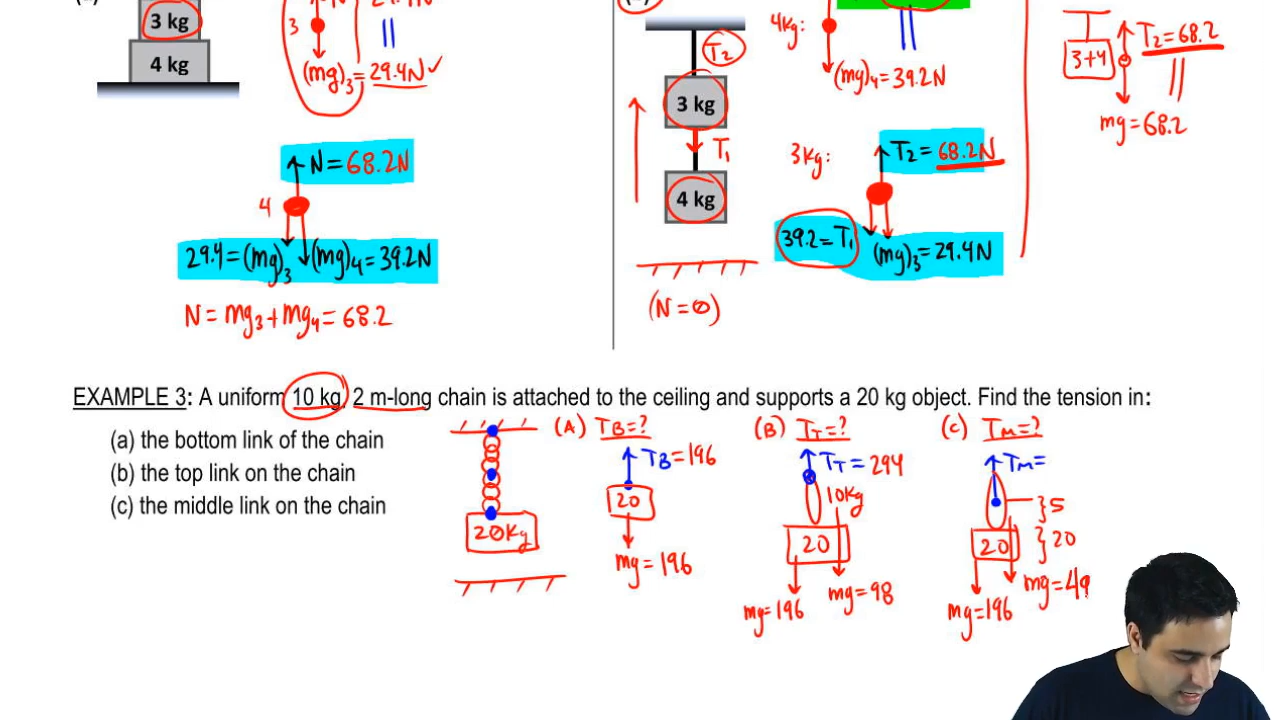 3 kg
4 kg
3
(mg)₃ = 29.4N ✓
N = 68.2N
4
29.4 = (mg)₃
(mg)₄ = 39.2N
N = mg₃ + mg₄ = 68.2
T₂
3 kg
T₁
4 kg
(N = 0)
4kg:
(mg)₄ = 39.2N
3kg:
T₂ = 68.2N
39.2 = T₁
(mg)₃ = 29.4N
3+4
T₂ = 68.2
mg = 68.2
EXAMPLE 3: A uniform 10 kg, 2 m-long chain is attached to the ceiling and supports a 20 kg object. Find the tension in:
(a) the bottom link of the chain
(b) the top link on the chain
(c) the middle link on the chain
20kg
(A) TB = ?
TB = 196
20
mg = 196
(B) TT = ?
TT = 294
10kg
20
mg = 196
mg = 98
(C) TM = ?
TM =
5
20
20
mg = 196
mg = 49